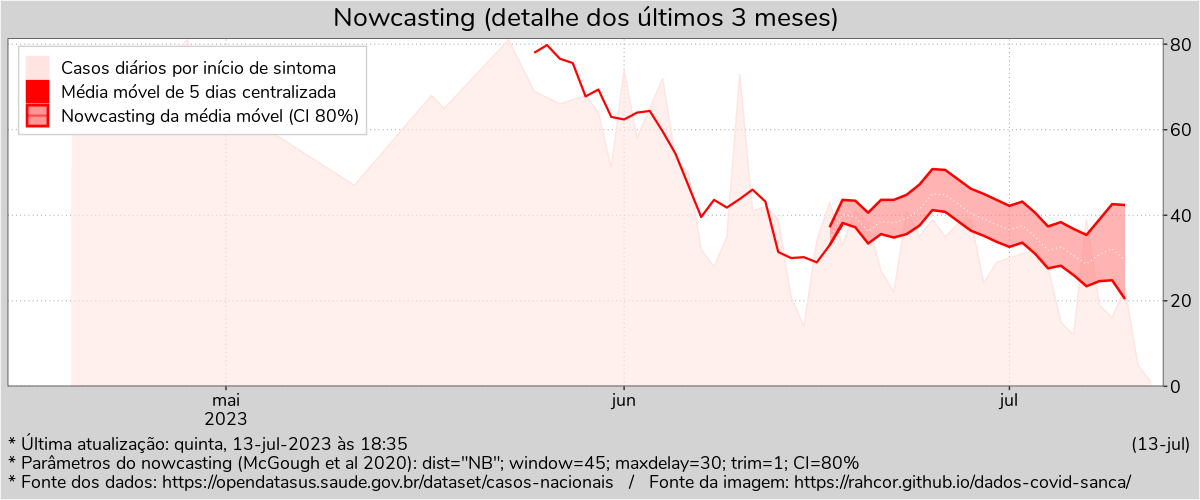 Nowcasting (detalhe dos últimos 3 meses)
Casos diários por início de sintoma
Média móvel de 5 dias centralizada
Nowcasting da média móvel (CI 80%)
80
60
40
20
0
mai
2023
jun
jul
* Última atualização: quinta, 13-jul-2023 às 18:35
(13-jul)
* Parâmetros do nowcasting (McGough et al 2020): dist="NB"; window=45; maxdelay=30; trim=1; CI=80%
* Fonte dos dados: https://opendatasus.saude.gov.br/dataset/casos-nacionais / Fonte da imagem: https://rahcor.github.io/dados-covid-sanca/